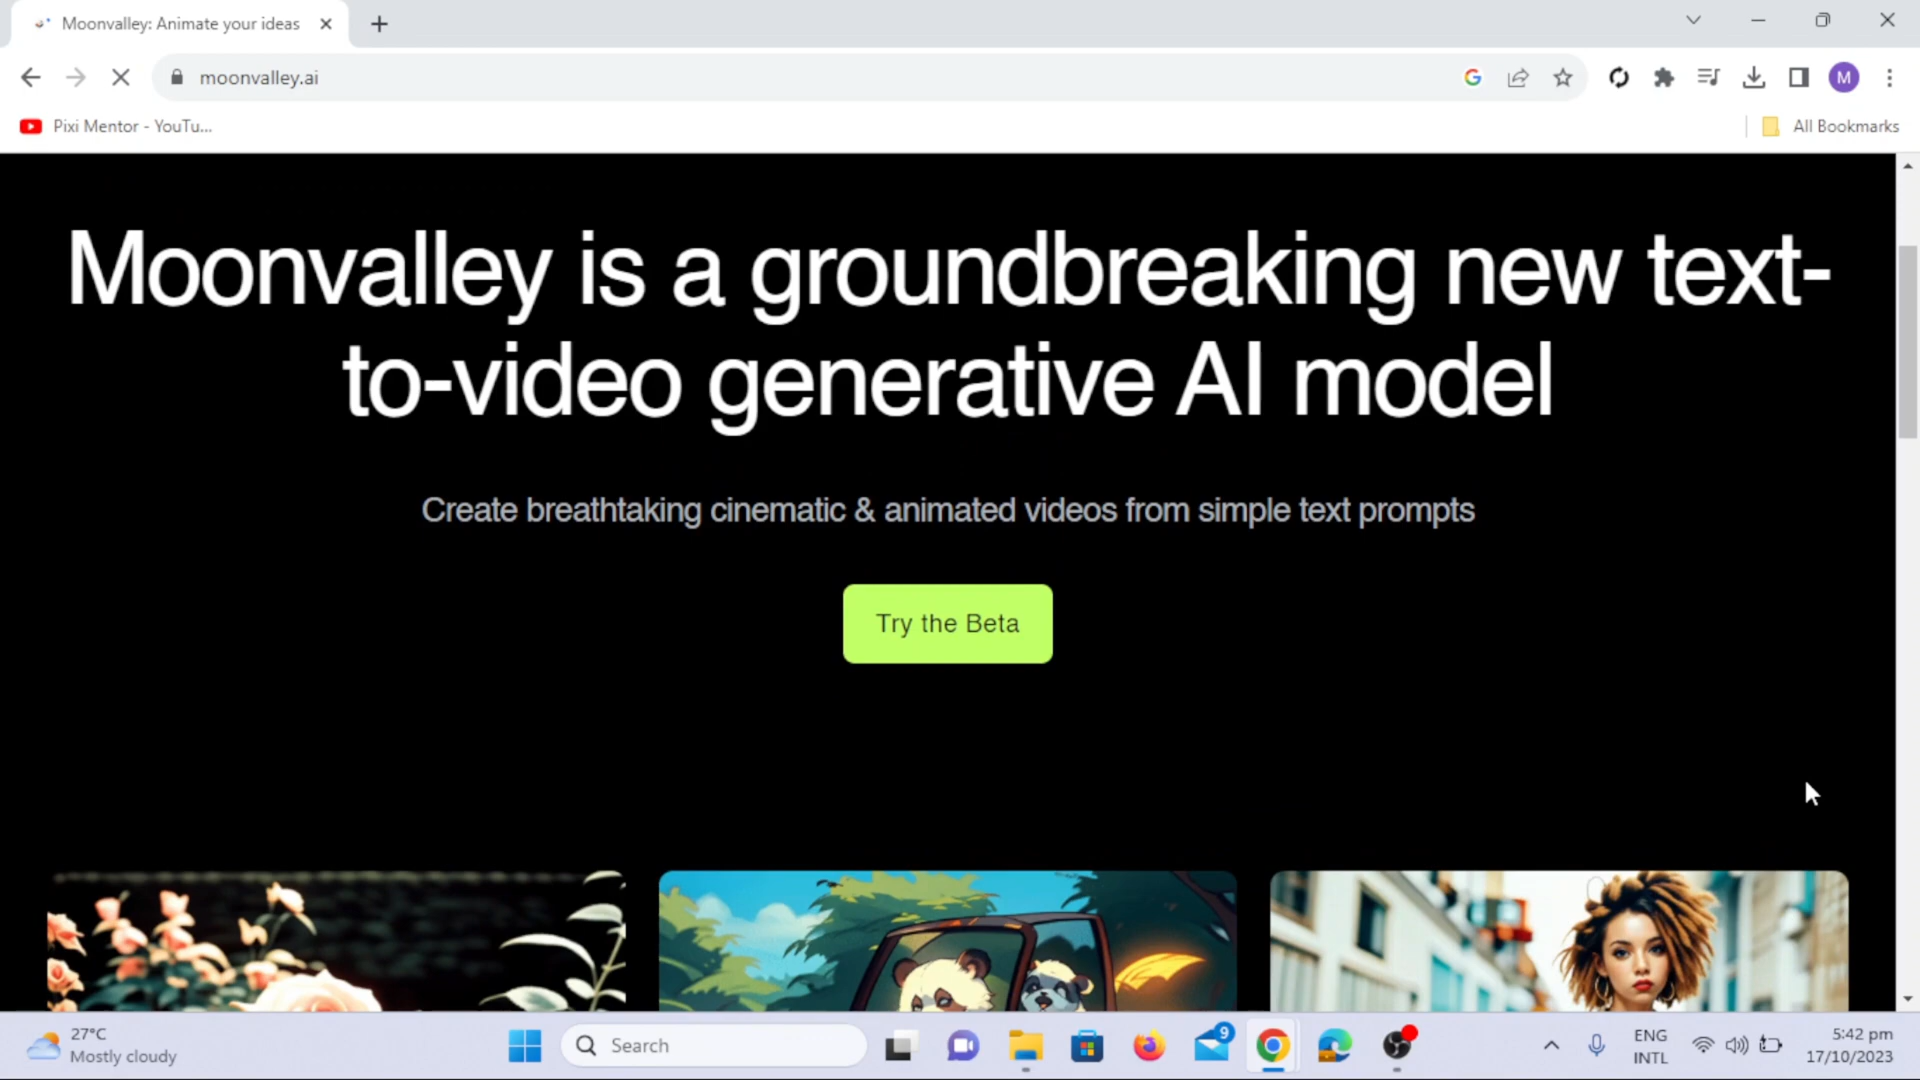 Moonvalley: Animate your ideas
moonvalley.ai
M
Pixi Mentor - YouTu...
All Bookmarks
Moonvalley is a groundbreaking new text-
to-video generative AI model
Create breathtaking cinematic & animated videos from simple text prompts
Try the Beta
27°C
Mostly cloudy
Search
9
ENG
INTL
5:42 pm
17/10/2023